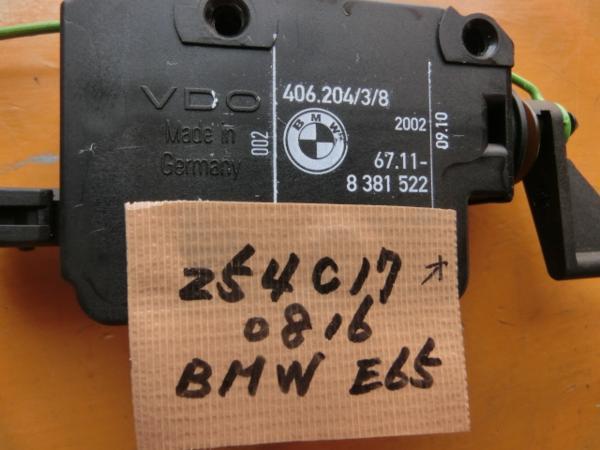 VDO
Made in
Germany
002
406.204/3/8
BMW
2002
67.11-
8 381 522
09.10
254C17
0816
BMW E65